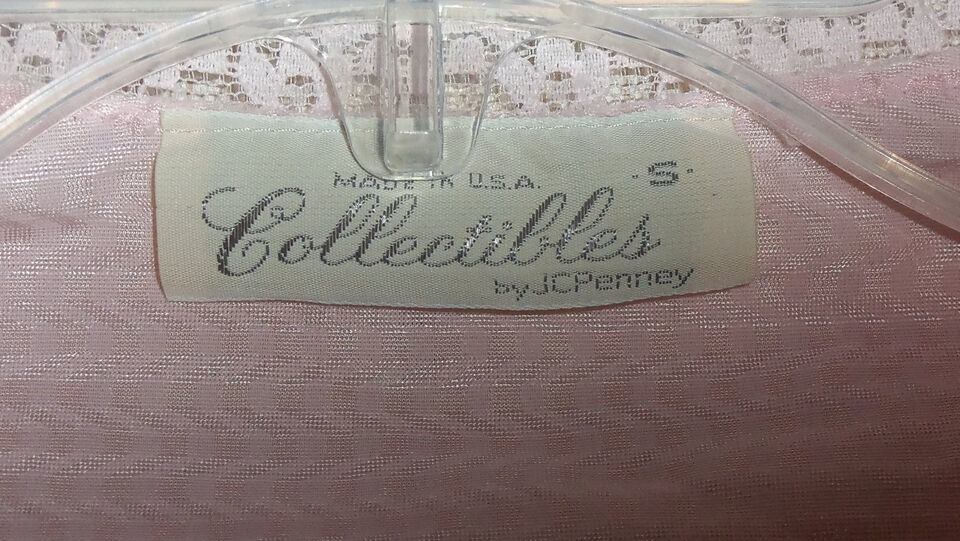 MADE IN U.S.A.
-S-
Collectibles
by JCPenney